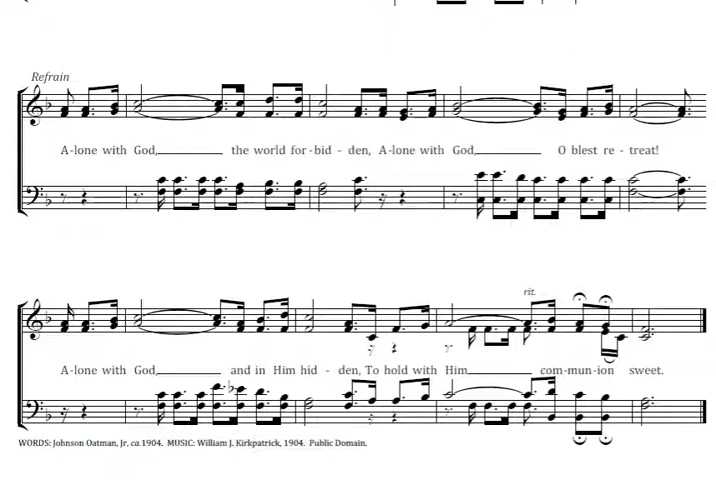 Refrain
A-lone with God, the world for-bid - den, A-lone with God, O blest re - treat!
rit.
A-lone with God, and in Him hid - den, To hold with Him com-mun-ion sweet.
WORDS: Johnson Oatman, Jr, ca 1904. MUSIC: William J. Kirkpatrick, 1904. Public Domain.